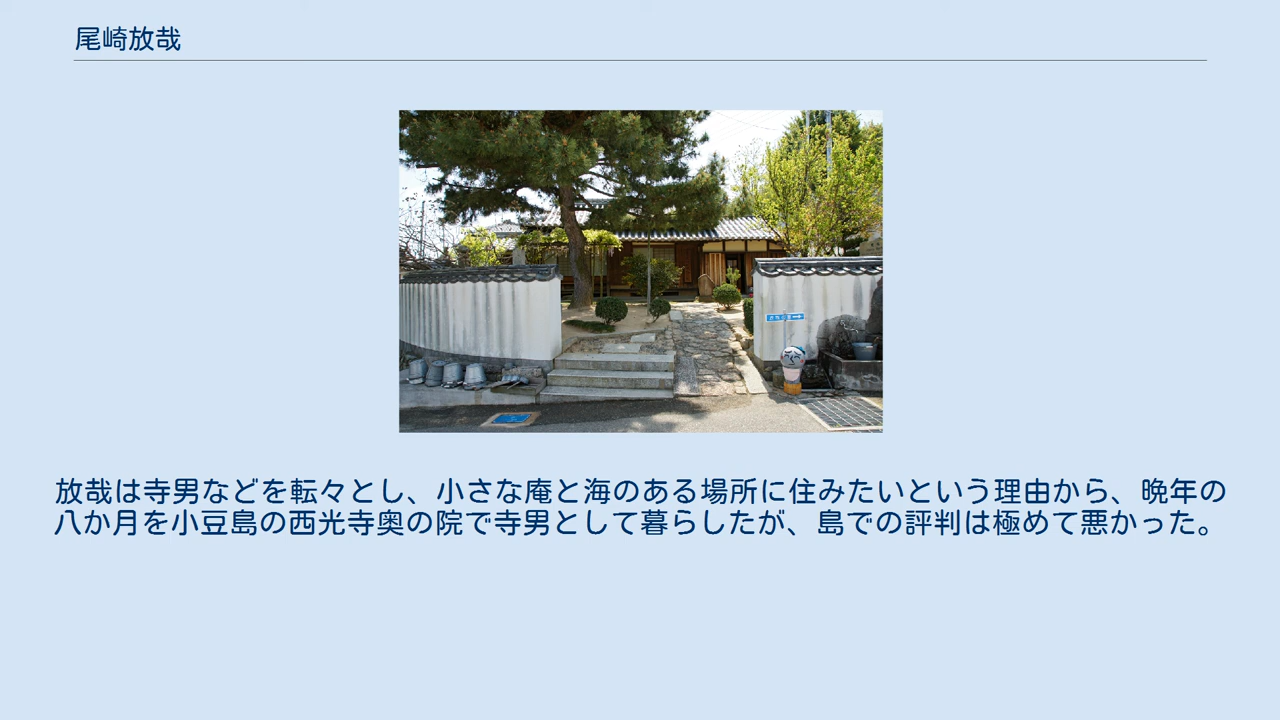 尾崎放哉
放哉は寺男などを転々とし、小さな庵と海のある場所に住みたいという理由から、晩年の
八か月を小豆島の西光寺奥の院で寺男として暮らしたが、島での評判は極めて悪かった。